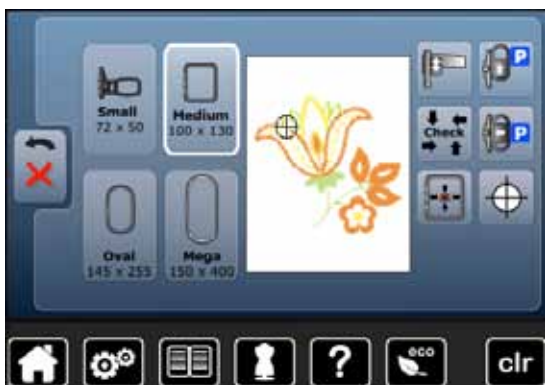 Small
72 x 50
Medium
100 x 130
Check
P
P
Oval
145 x 255
Mega
150 x 400
?
eco
clr